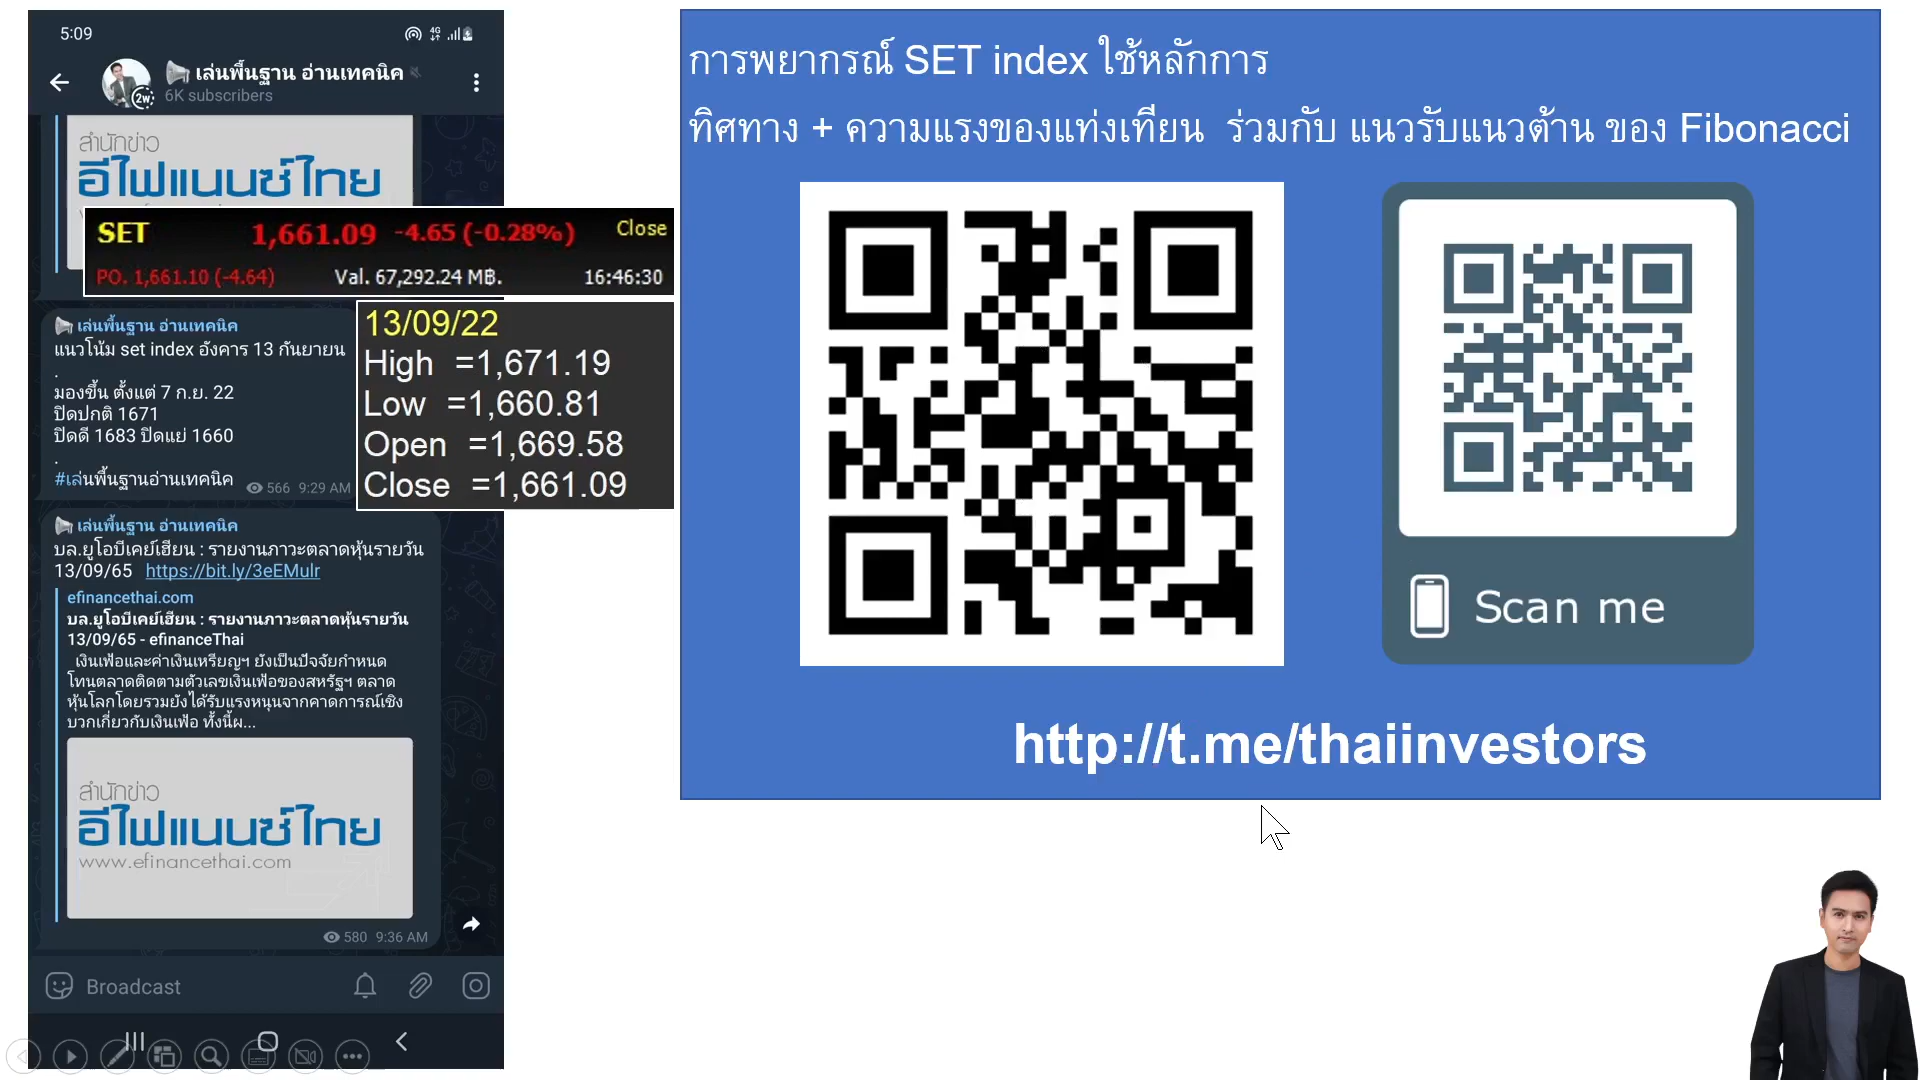 5:09
4G
เล่นพื้นฐาน อ่านเทคนิค
2w
6K subscribers
สำนักข่าว
อีไฟแนนซ์ไทย
SET 1,661.09 -4.65 (-0.28%) Close
PO. 1,661.10 (-4.64) Val. 67,292.24 M฿. 16:46:30
เล่นพื้นฐาน อ่านเทคนิค
แนวโน้ม set index อังคาร 13 กันยายน
.
มองขึ้น ตั้งแต่ 7 ก.ย. 22
ปิดปกติ 1671
ปิดดี 1683 ปิดแย่ 1660
.
#เล่นพื้นฐานอ่านเทคนิค 566 9:29 AM
13/09/22
High =1,671.19
Low =1,660.81
Open =1,669.58
Close =1,661.09
เล่นพื้นฐาน อ่านเทคนิค
บล.ยูโอบีเคย์เฮียน : รายงานภาวะตลาดหุ้นรายวัน
13/09/65 https://bit.ly/3eEMulr
efinancethai.com
บล.ยูโอบีเคย์เฮียน : รายงานภาวะตลาดหุ้นรายวัน
13/09/65 - efinanceThai
เงินเฟ้อและค่าเงินเหรียญฯ ยังเป็นปัจจัยกำหนด
โทนตลาดติดตามตัวเลขเงินเฟ้อของสหรัฐฯ ตลาด
หุ้นโลกโดยรวมยังได้รับแรงหนุนจากคาดการณ์เชิง
บวกเกี่ยวกับเงินเฟ้อ ทั้งนี้ผ...
สำนักข่าว
อีไฟแนนซ์ไทย
www.efinancethai.com
580 9:36 AM
Broadcast
การพยากรณ์ SET index ใช้หลักการ
ทิศทาง + ความแรงของแท่งเทียน ร่วมกับ แนวรับแนวต้าน ของ Fibonacci
Scan me
http://t.me/thaiinvestors